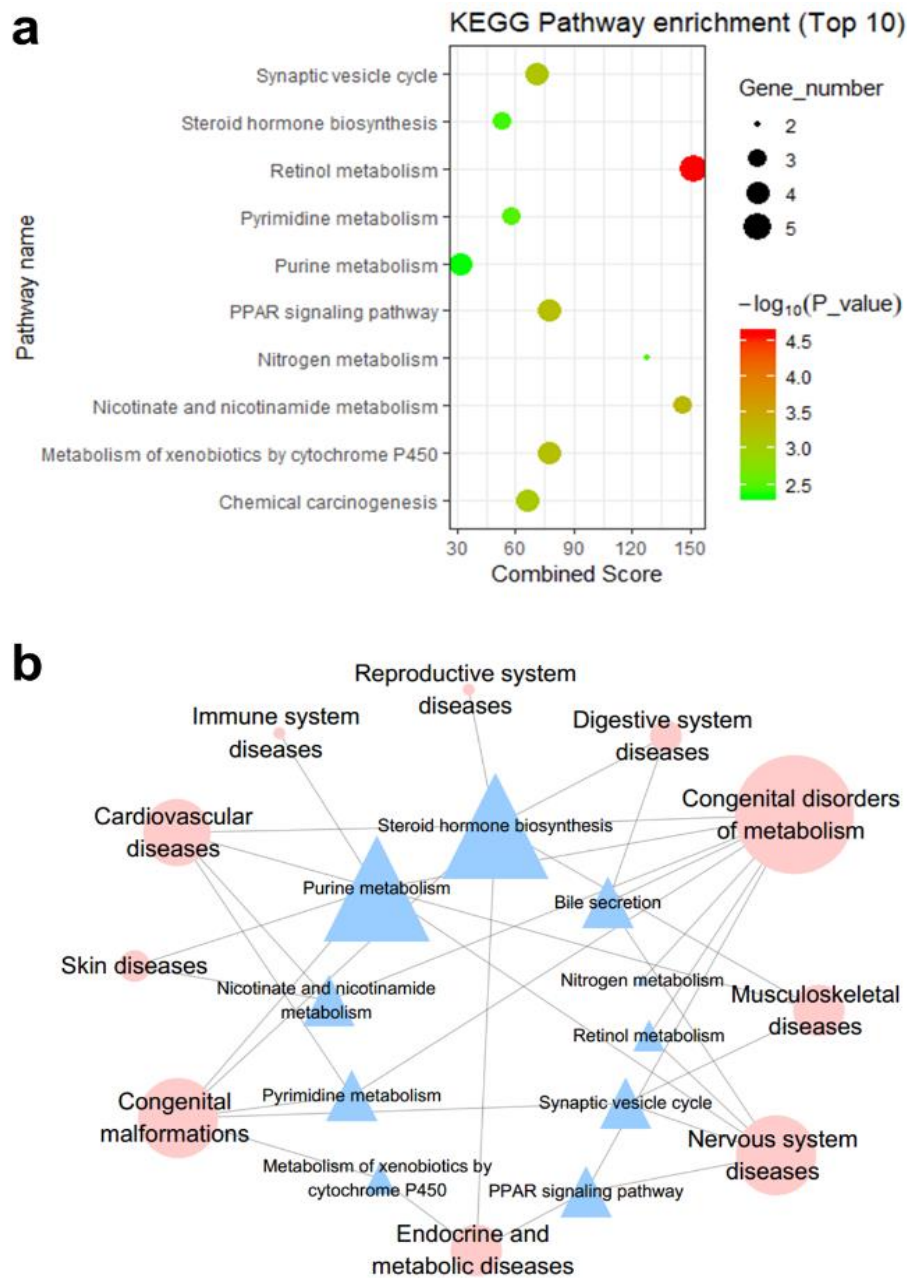 a
KEGG Pathway enrichment (Top 10)
Pathway name
Synaptic vesicle cycle
Steroid hormone biosynthesis
Retinol metabolism
Pyrimidine metabolism
Purine metabolism
PPAR signaling pathway
Nitrogen metabolism
Nicotinate and nicotinamide metabolism
Metabolism of xenobiotics by cytochrome P450
Chemical carcinogenesis
30 60 90 120 150
Combined Score
Gene_number
2
3
4
5
−log₁₀(P_value)
4.5
4.0
3.5
3.0
2.5
b
Reproductive system
diseases
Immune system
diseases
Digestive system
diseases
Cardiovascular
diseases
Steroid hormone biosynthesis
Congenital disorders
of metabolism
Purine metabolism
Bile secretion
Skin diseases
Nicotinate and nicotinamide
metabolism
Nitrogen metabolism
Musculoskeletal
diseases
Retinol metabolism
Congenital
malformations
Pyrimidine metabolism
Synaptic vesicle cycle
Nervous system
diseases
Metabolism of xenobiotics by
cytochrome P450
PPAR signaling pathway
Endocrine and
metabolic diseases